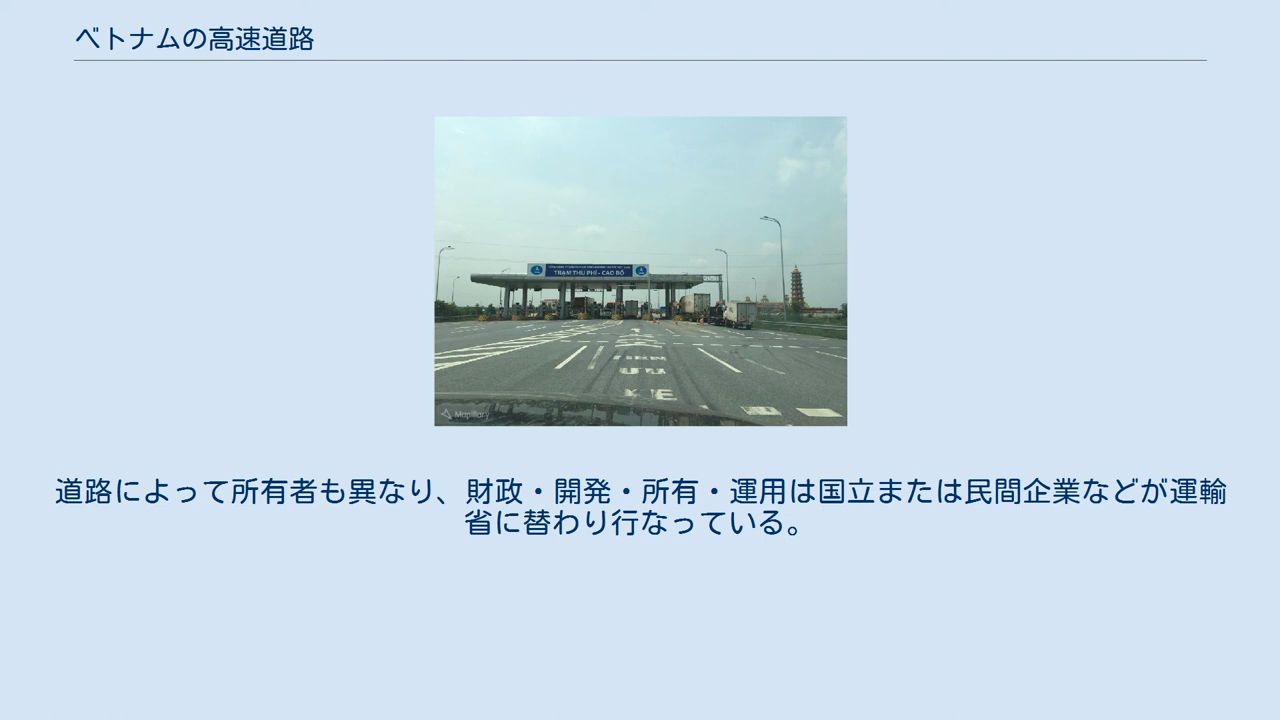 ベトナムの高速道路
TRẠM THU PHÍ - CAO BỒ
Mapillary
道路によって所有者も異なり、財政・開発・所有・運用は国立または民間企業などが運輸
省に替わり行なっている。